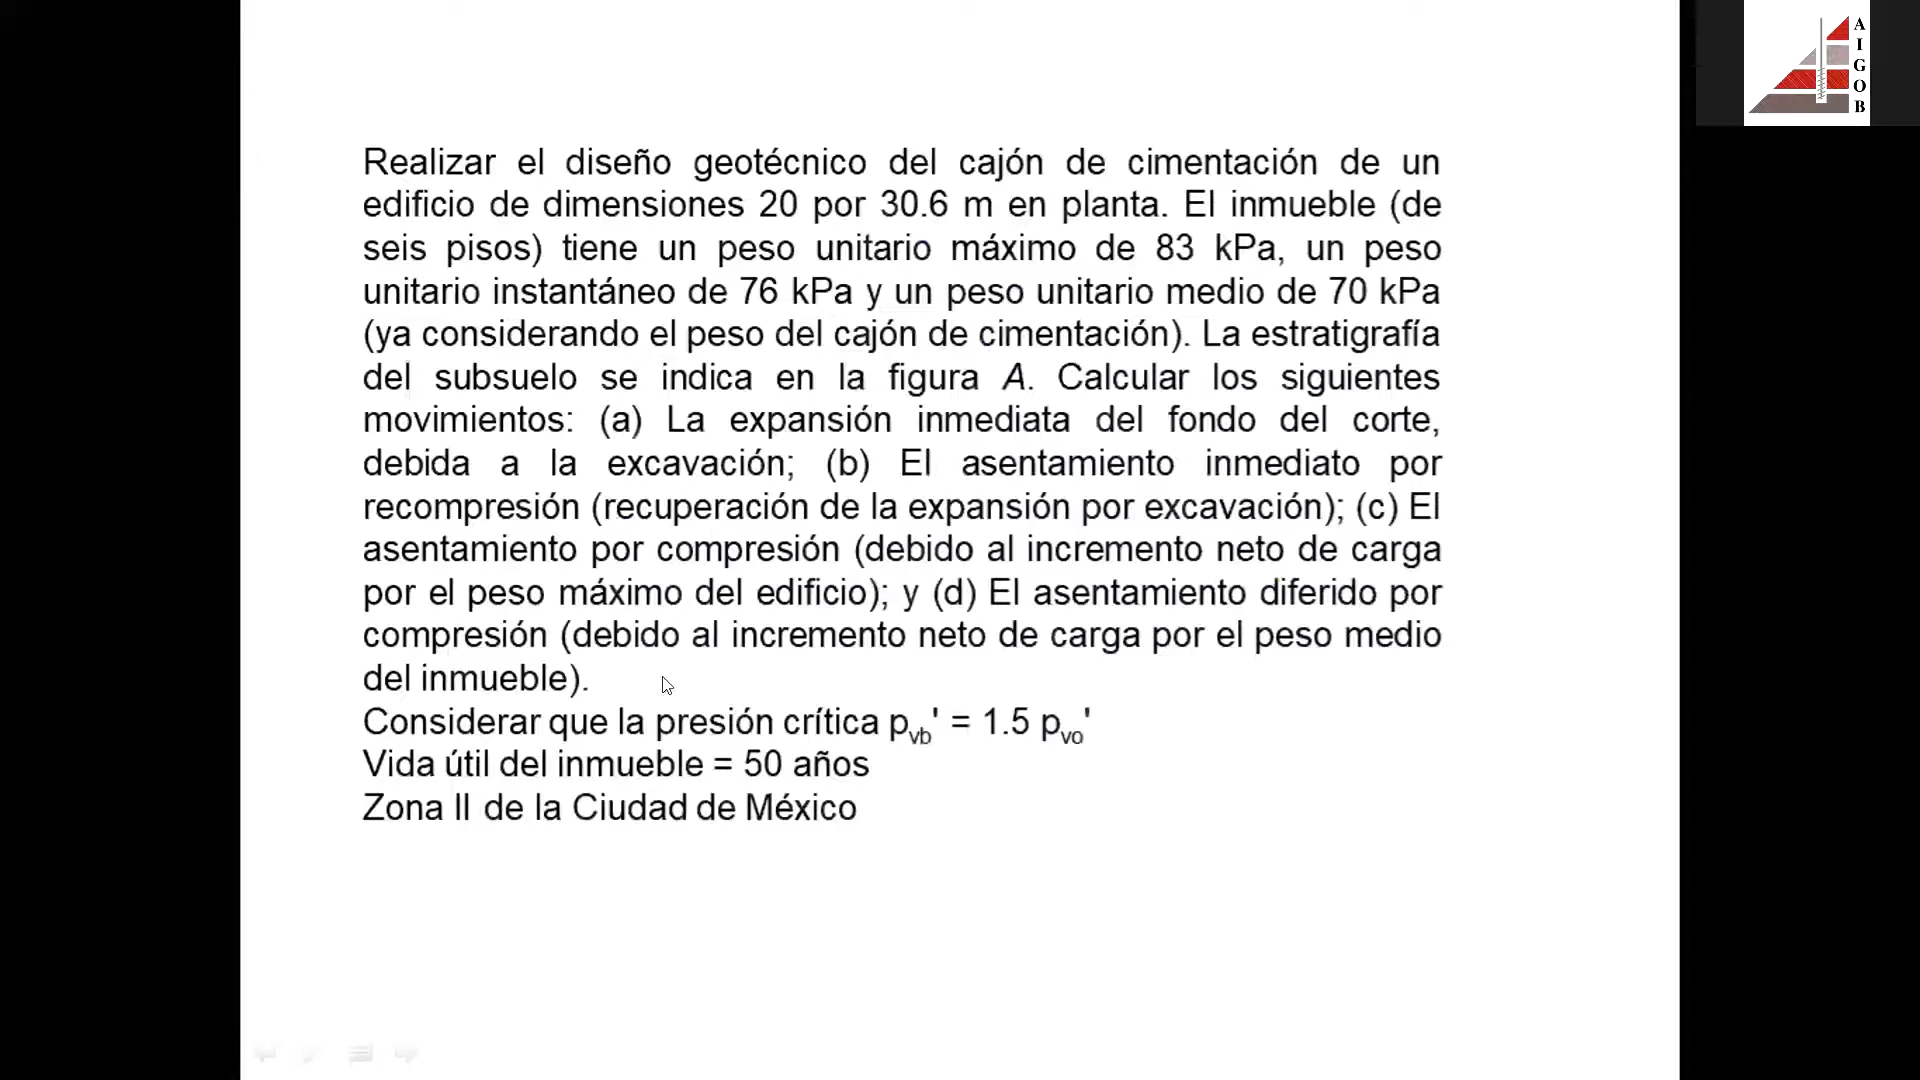 Realizar el diseño geotécnico del cajón de cimentación de un
edificio de dimensiones 20 por 30.6 m en planta. El inmueble (de
seis pisos) tiene un peso unitario máximo de 83 kPa, un peso
unitario instantáneo de 76 kPa y un peso unitario medio de 70 kPa
(ya considerando el peso del cajón de cimentación). La estratigrafía
del subsuelo se indica en la figura A. Calcular los siguientes
movimientos: (a) La expansión inmediata del fondo del corte,
debida a la excavación; (b) El asentamiento inmediato por
recompresión (recuperación de la expansión por excavación); (c) El
asentamiento por compresión (debido al incremento neto de carga
por el peso máximo del edificio); y (d) El asentamiento diferido por
compresión (debido al incremento neto de carga por el peso medio
del inmueble).
Considerar que la presión crítica pvb' = 1.5 pvo'
Vida útil del inmueble = 50 años
Zona II de la Ciudad de México
A
I
G
O
B